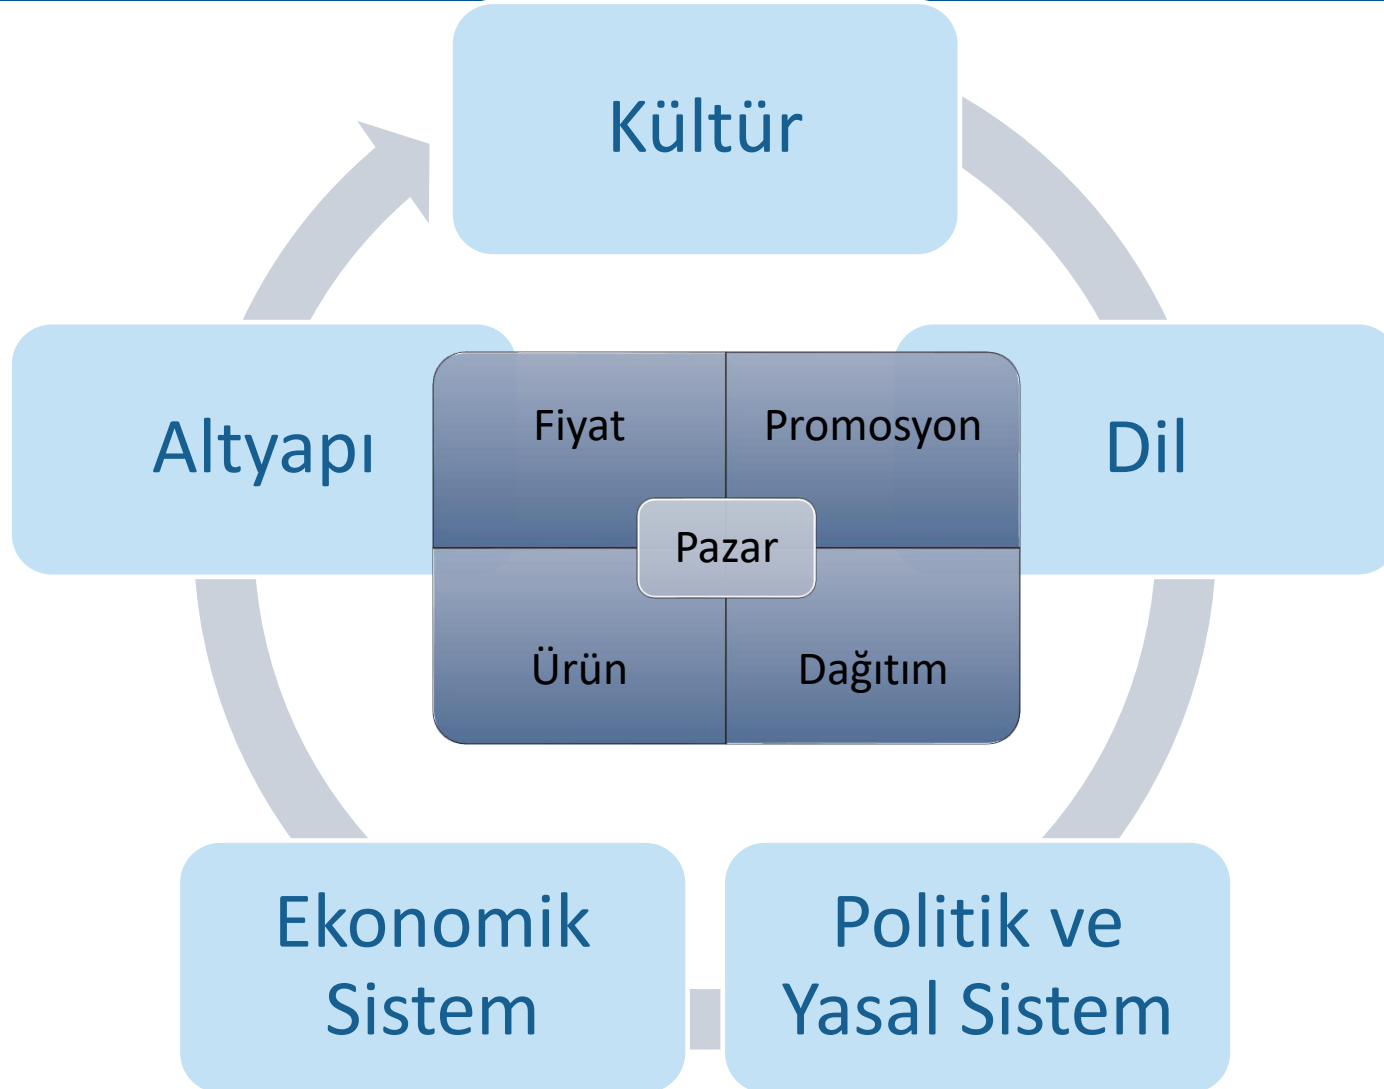 Kültür
Altyapı
Fiyat
Promosyon
Dil
Pazar
Ürün
Dağıtım
Ekonomik
Sistem
Politik ve
Yasal Sistem